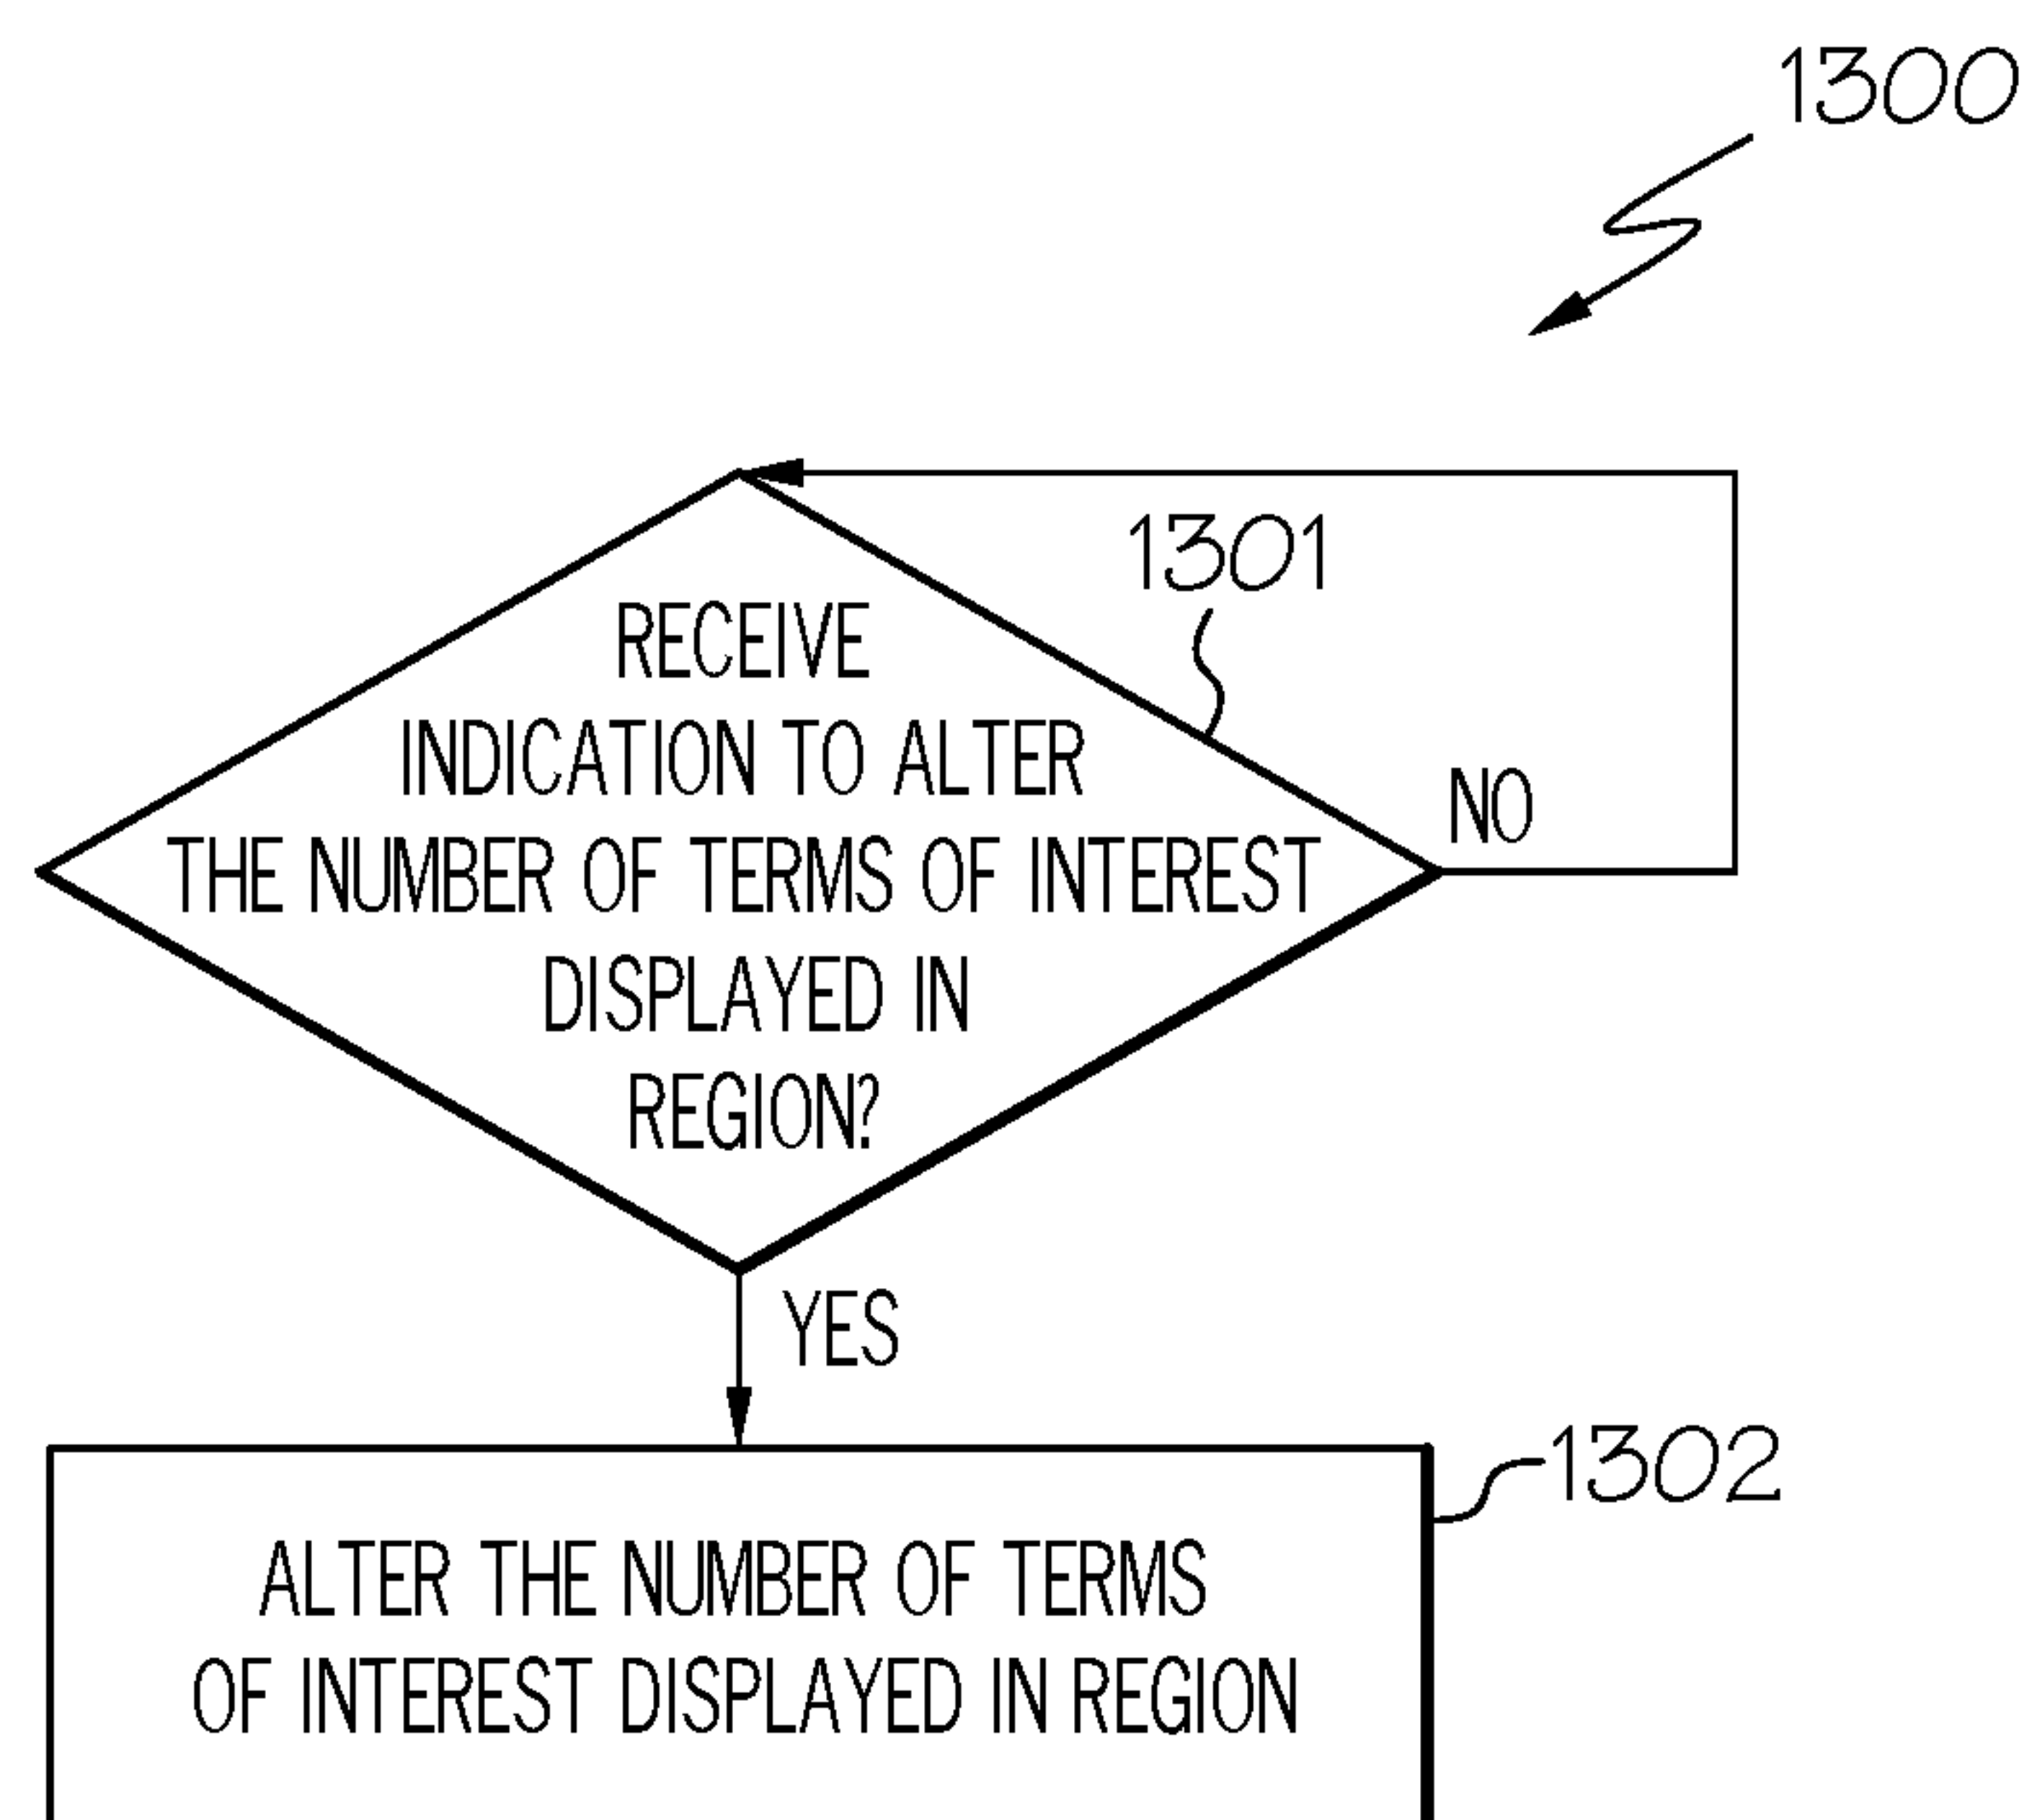 1300
1301
RECEIVE
INDICATION TO ALTER
THE NUMBER OF TERMS OF INTEREST
DISPLAYED IN
REGION?
NO
YES
1302
ALTER THE NUMBER OF TERMS
OF INTEREST DISPLAYED IN REGION